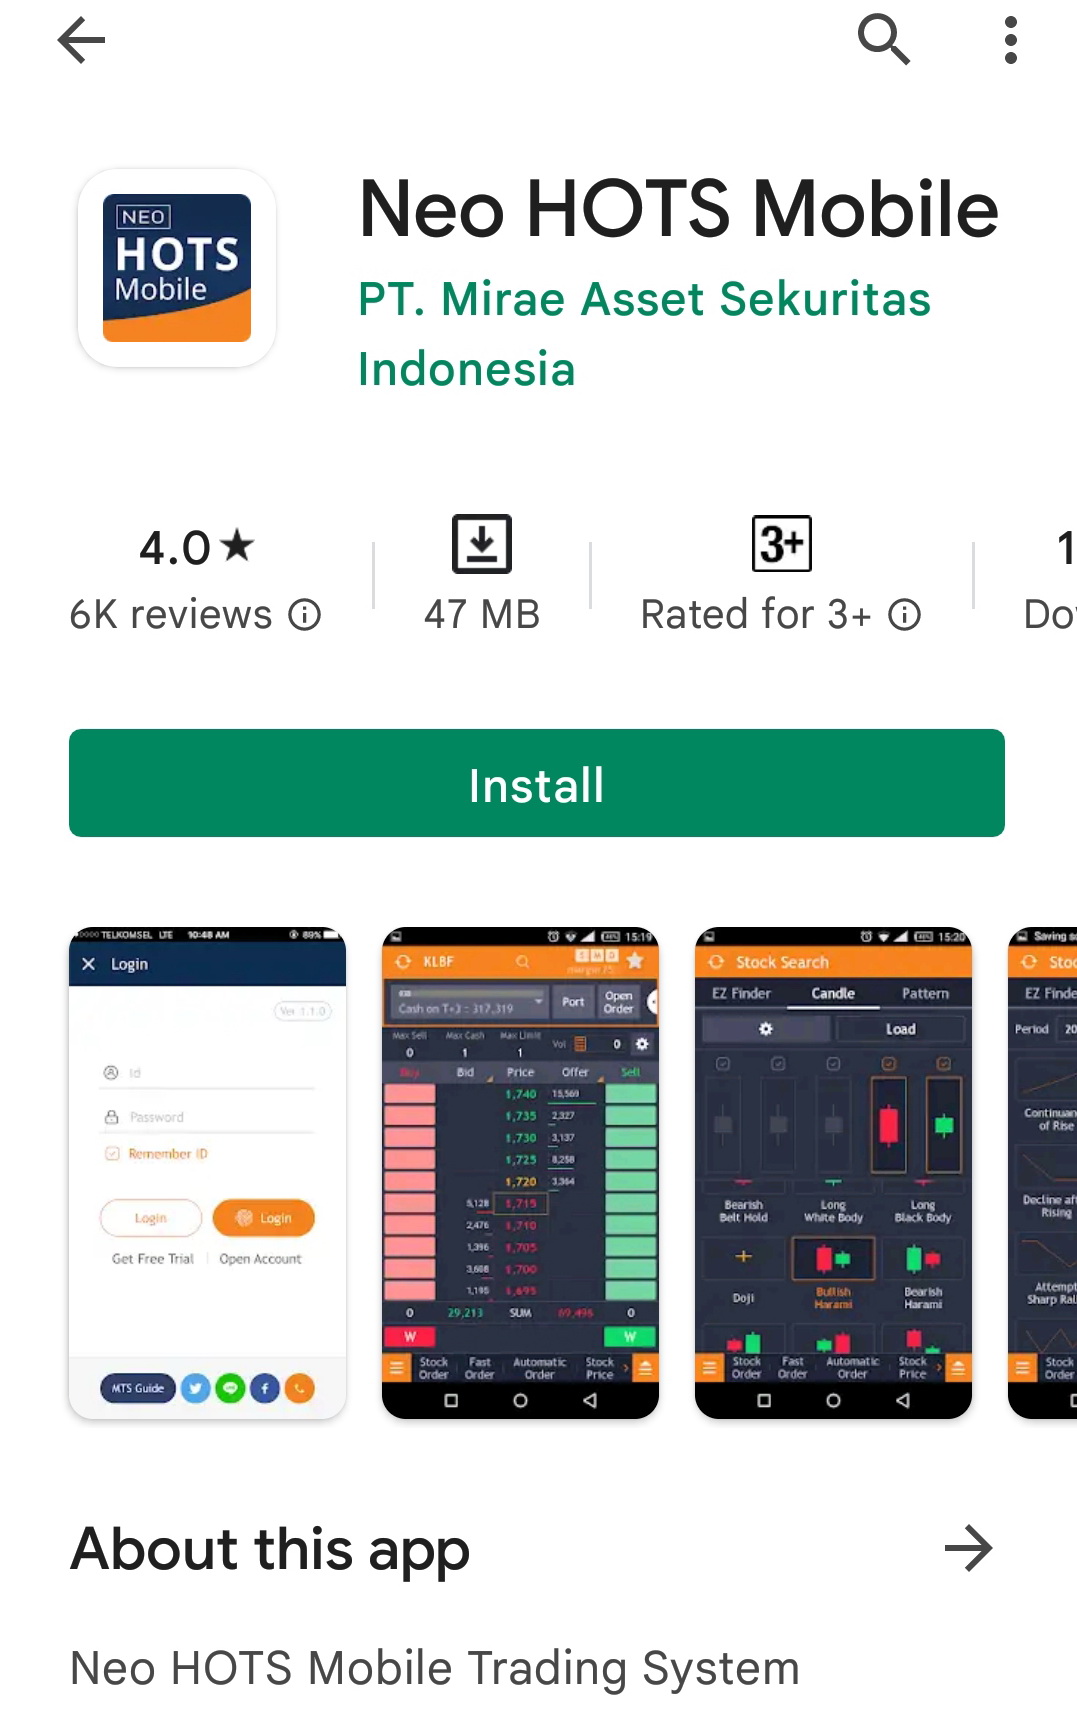 NEO
HOTS
Mobile
Neo HOTS Mobile
PT. Mirae Asset Sekuritas
Indonesia
4.0★
6K reviews
47 MB
3+
Rated for 3+
1
Do
Install
TELKOMSEL LTE 10:48 AM 89%
Login
Ver 1.1.0
Id
Password
Remember ID
Login Login
Get Free Trial | Open Account
MTS Guide
15:19
KLBF
Cash on T+3 : 317,319 Port Open Order
Max Sell Max Cash Max Limit Vol 0
0 1 1
Buy Bid Price Offer Sell
1,740 15,569
1,735 2,327
1,730 3,137
1,725 8,258
1,720 3,364
5,128 1,715
2,476 1,710
1,396 1,705
3,608 1,700
1,195 1,695
0 29,213 SUM 0
W W
Stock Order Fast Order Automatic Order Stock Price
15:20
Stock Search
EZ Finder Candle Pattern
Load
Bearish Belt Hold Long White Body Long Black Body
Doji Bullish Harami Bearish Harami
Stock Order Fast Order Automatic Order Stock Price
Saving
Stoc
EZ Finde
Period 20
Continuan
of Rise
Decline aft
Rising
Attempt
Sharp Ral
Stock
Order
About this app
Neo HOTS Mobile Trading System